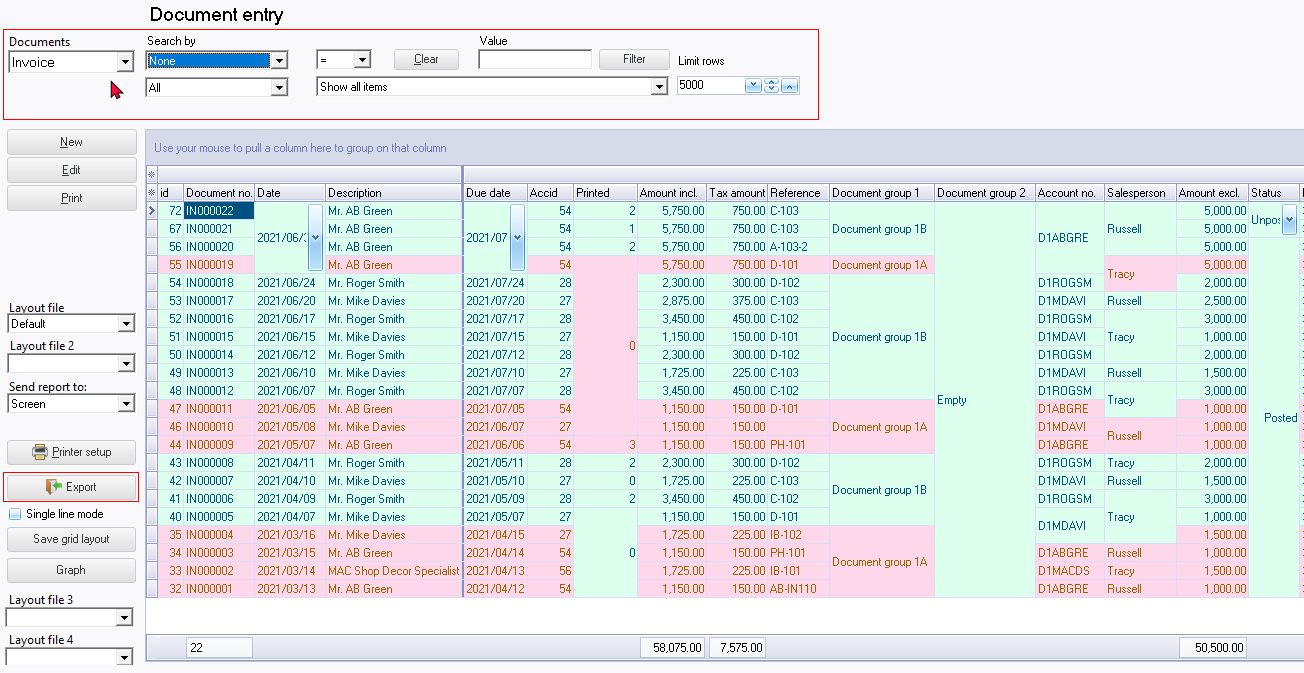 Document entry
Documents Search by Value
Invoice None = Clear Filter Limit rows
All Show all items 5000
New
Edit
Print
Layout file
Default
Layout file 2
Send report to:
Screen
Printer setup
Export
Single line mode
Save grid layout
Graph
Layout file 3
Layout file 4
Use your mouse to pull a column here to group on that column
id Document no. Date Description Due date Accid Printed Amount incl. Tax amount Reference Document group 1 Document group 2 Account no. Salesperson Amount excl. Status
72 IN000022 Mr. AB Green 54 2 5,750.00 750.00 C-103 5,000.00 Unpos
67 IN000021 2021/06/3 Mr. AB Green 2021/07 54 1 5,750.00 750.00 C-103 Document group 1B D1ABGRE Russell 5,000.00
56 IN000020 Mr. AB Green 54 2 5,750.00 750.00 A-103-2 5,000.00
55 IN000019 Mr. AB Green 54 5,750.00 750.00 D-101 Document group 1A Tracy 5,000.00
54 IN000018 2021/06/24 Mr. Roger Smith 2021/07/24 28 2,300.00 300.00 D-102 D1ROGSM 2,000.00
53 IN000017 2021/06/20 Mr. Mike Davies 2021/07/20 27 2,875.00 375.00 C-103 D1MDAVI Russell 2,500.00
52 IN000016 2021/06/17 Mr. Roger Smith 2021/07/17 28 3,450.00 450.00 C-102 D1ROGSM 3,000.00
51 IN000015 2021/06/15 Mr. Mike Davies 2021/07/15 27 0 1,150.00 150.00 D-101 Document group 1B D1MDAVI Tracy 1,000.00
50 IN000014 2021/06/12 Mr. Roger Smith 2021/07/12 28 2,300.00 300.00 D-102 D1ROGSM 2,000.00
49 IN000013 2021/06/10 Mr. Mike Davies 2021/07/10 27 1,725.00 225.00 C-103 D1MDAVI Russell 1,500.00
48 IN000012 2021/06/07 Mr. Roger Smith 2021/07/07 28 3,450.00 450.00 C-102 Empty D1ROGSM Tracy 3,000.00
47 IN000011 2021/06/05 Mr. AB Green 2021/07/05 54 1,150.00 150.00 D-101 D1ABGRE 1,000.00 Posted
46 IN000010 2021/05/08 Mr. Mike Davies 2021/06/07 27 1,150.00 150.00 Document group 1A D1MDAVI Russell 1,000.00
44 IN000009 2021/05/07 Mr. AB Green 2021/06/06 54 3 1,150.00 150.00 PH-101 D1ABGRE 1,000.00
43 IN000008 2021/04/11 Mr. Roger Smith 2021/05/11 28 2 2,300.00 300.00 D-102 D1ROGSM Tracy 2,000.00
42 IN000007 2021/04/10 Mr. Mike Davies 2021/05/10 27 0 1,725.00 225.00 C-103 Document group 1B D1MDAVI Russell 1,500.00
41 IN000006 2021/04/09 Mr. Roger Smith 2021/05/09 28 2 3,450.00 450.00 C-102 D1ROGSM 3,000.00
40 IN000005 2021/04/07 Mr. Mike Davies 2021/05/07 27 1,150.00 150.00 D-101 D1MDAVI Tracy 1,000.00
35 IN000004 2021/03/16 Mr. Mike Davies 2021/04/15 27 1,725.00 225.00 IB-102 1,500.00
34 IN000003 2021/03/15 Mr. AB Green 2021/04/14 54 0 1,150.00 150.00 PH-101 Document group 1A D1ABGRE Russell 1,000.00
33 IN000002 2021/03/14 MAC Shop Decor Specialist 2021/04/13 56 1,725.00 225.00 IB-101 D1MACDS Tracy 1,500.00
32 IN000001 2021/03/13 Mr. AB Green 2021/04/12 54 1,150.00 150.00 AB-IN110 D1ABGRE Russell 1,000.00
22 58,075.00 7,575.00 50,500.00